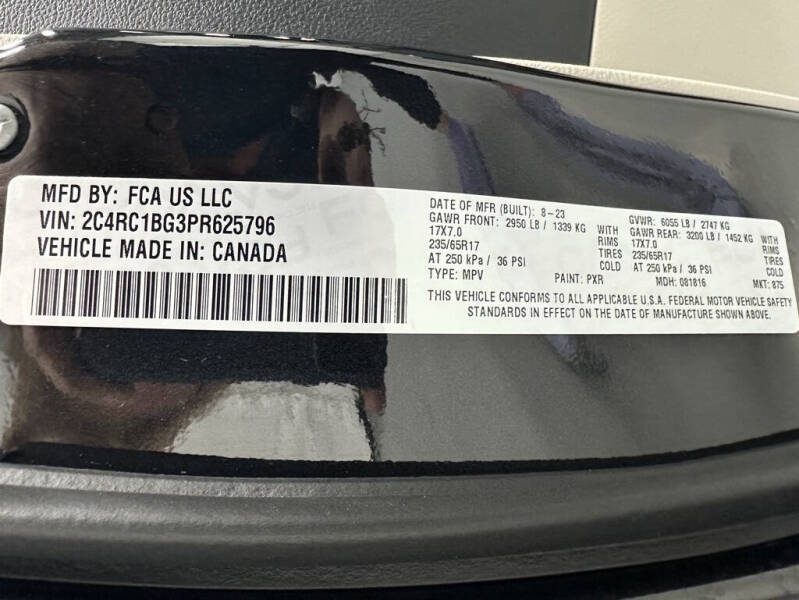 MFD BY: FCA US LLC
VIN: 2C4RC1BG3PR625796
VEHICLE MADE IN: CANADA
DATE OF MFR (BUILT): 8-23 GVWR: 6055 LB / 2747 KG
GAWR FRONT: 2950 LB / 1339 KG WITH GAWR REAR: 3200 LB / 1452 KG WITH
17X7.0 RIMS 17X7.0 RIMS
235/65R17 TIRES 235/65R17 TIRES
AT 250 kPa / 36 PSI COLD AT 250 kPa / 36 PSI COLD
TYPE: MPV PAINT: PXR MDH: 081816 MKT: 875
THIS VEHICLE CONFORMS TO ALL APPLICABLE U.S.A. FEDERAL MOTOR VEHICLE SAFETY
STANDARDS IN EFFECT ON THE DATE OF MANUFACTURE SHOWN ABOVE.